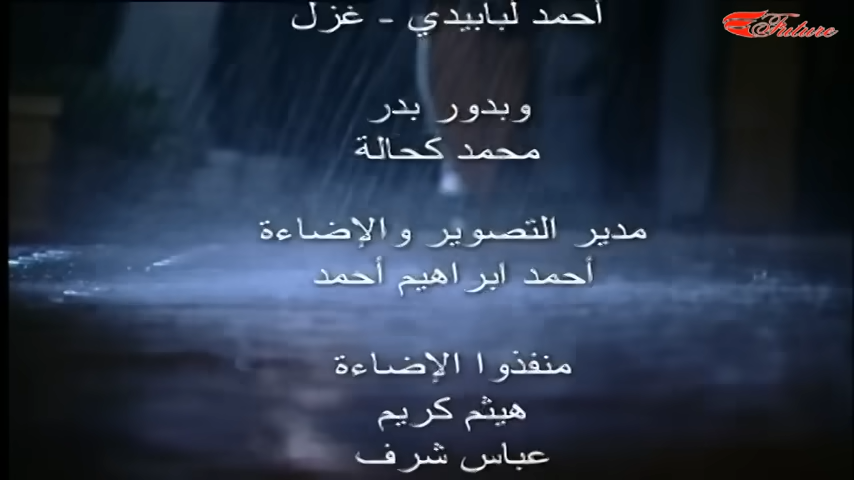 أحمد لبابيدي - غزل
وبدور بدر
محمد كحالة
مدير التصوير والإضاءة
أحمد ابراهيم أحمد
منفذوا الإضاءة
هيثم كريم
عباس شرف
Future